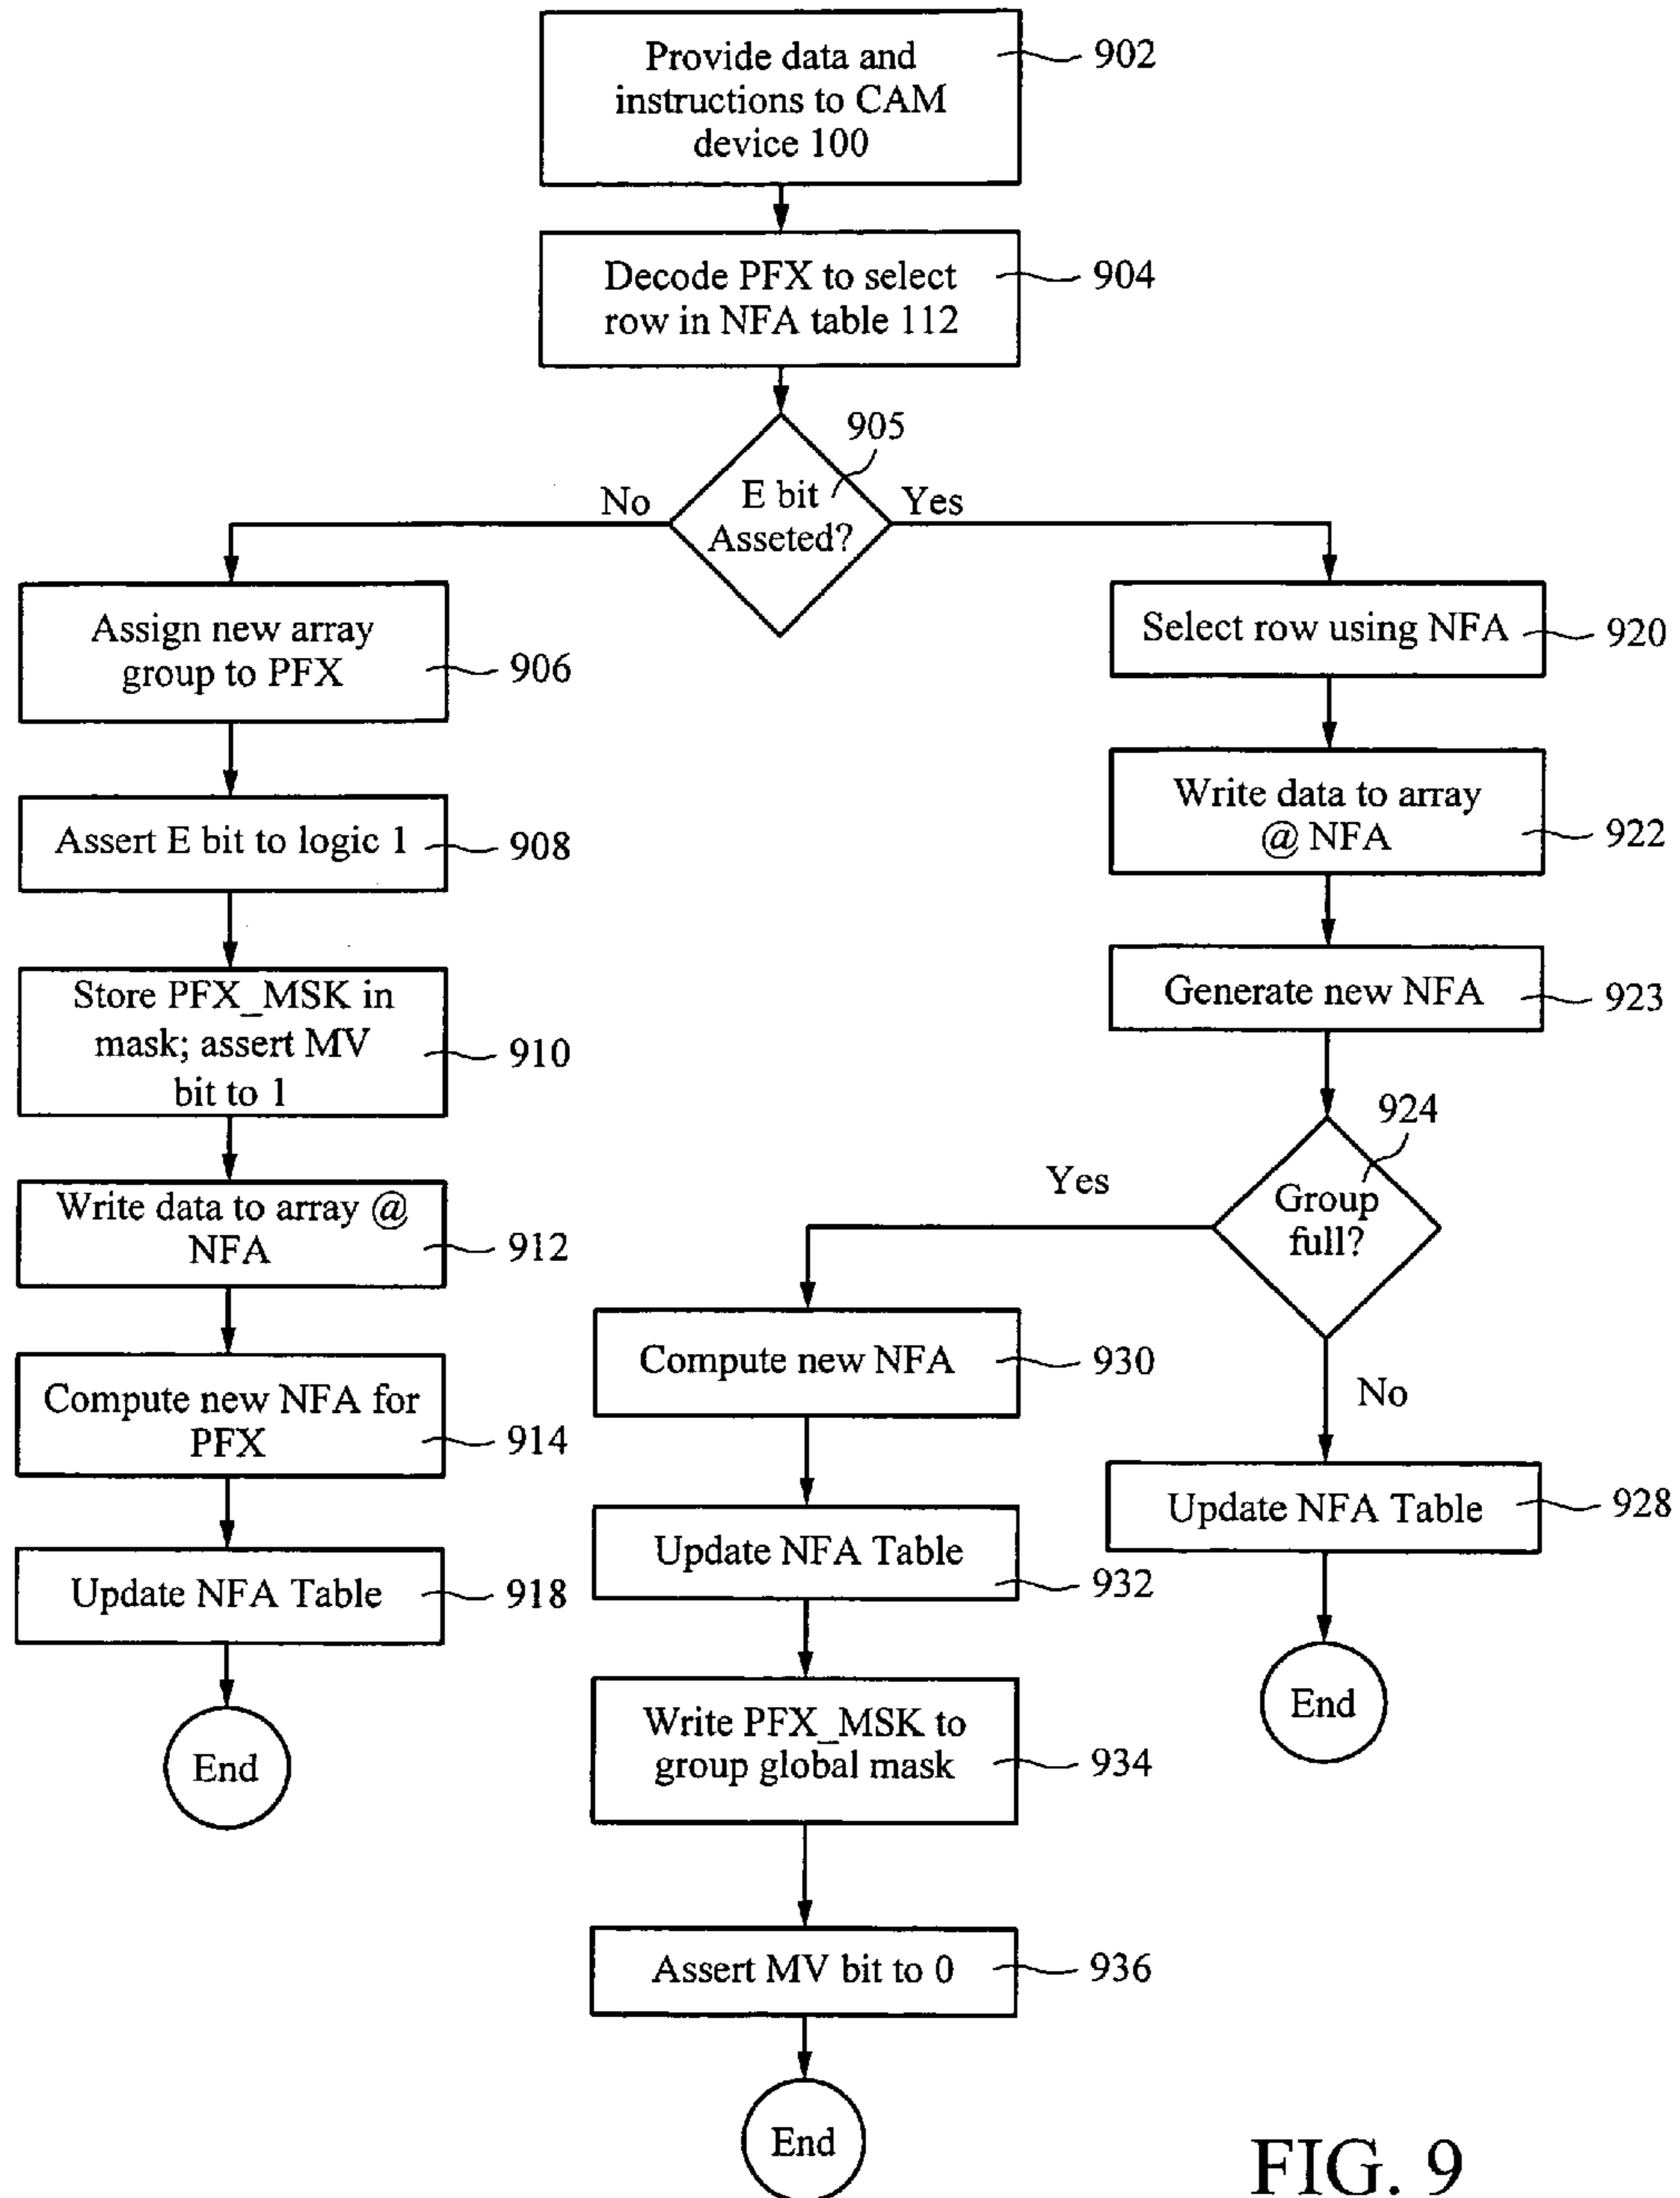 Provide data and
instructions to CAM
device 100
902
Decode PFX to select
row in NFA table 112
904
905
E bit
Asseted?
No
Yes
Assign new array
group to PFX
906
Assert E bit to logic 1
908
Store PFX_MSK in
mask; assert MV
bit to 1
910
Write data to array @
NFA
912
Compute new NFA for
PFX
914
Update NFA Table
918
End
Select row using NFA
920
Write data to array
@ NFA
922
Generate new NFA
923
924
Group
full?
Yes
No
Compute new NFA
930
Update NFA Table
932
Write PFX_MSK to
group global mask
934
Assert MV bit to 0
936
End
Update NFA Table
928
End
FIG. 9